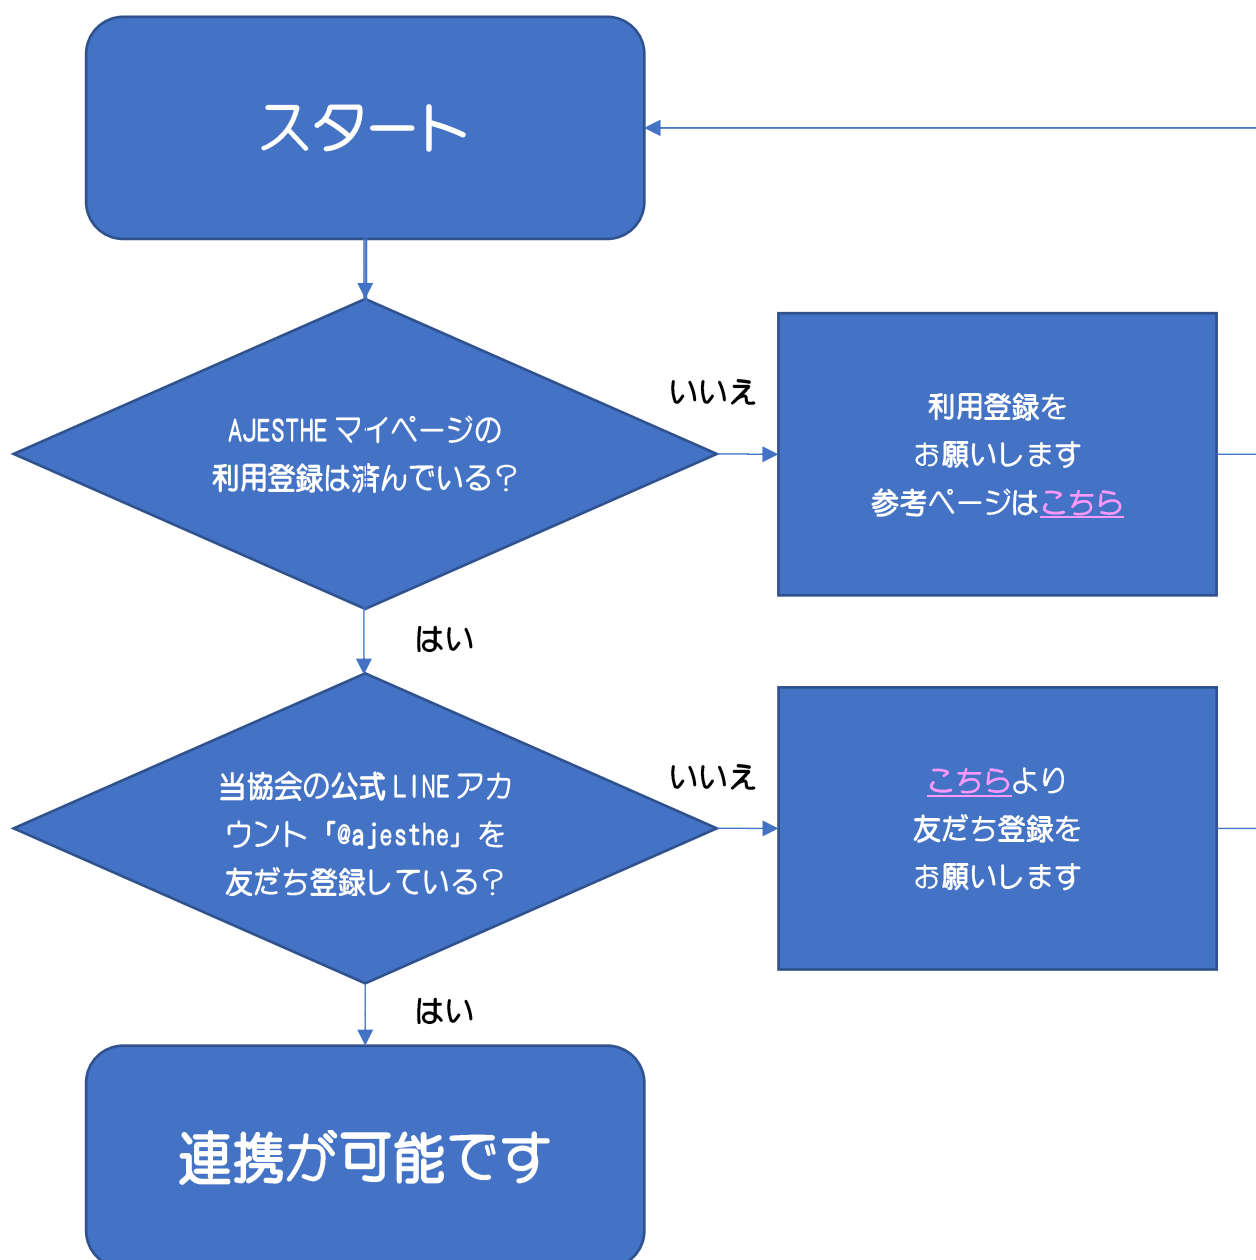 スタート
AJESTHE マイページの
利用登録は済んでいる？
いいえ
利用登録を
お願いします
参考ページはこちら
はい
当協会の公式 LINE アカ
ウント「@ajesthe」を
友だち登録している？
いいえ
こちらより
友だち登録を
お願いします
はい
連携が可能です